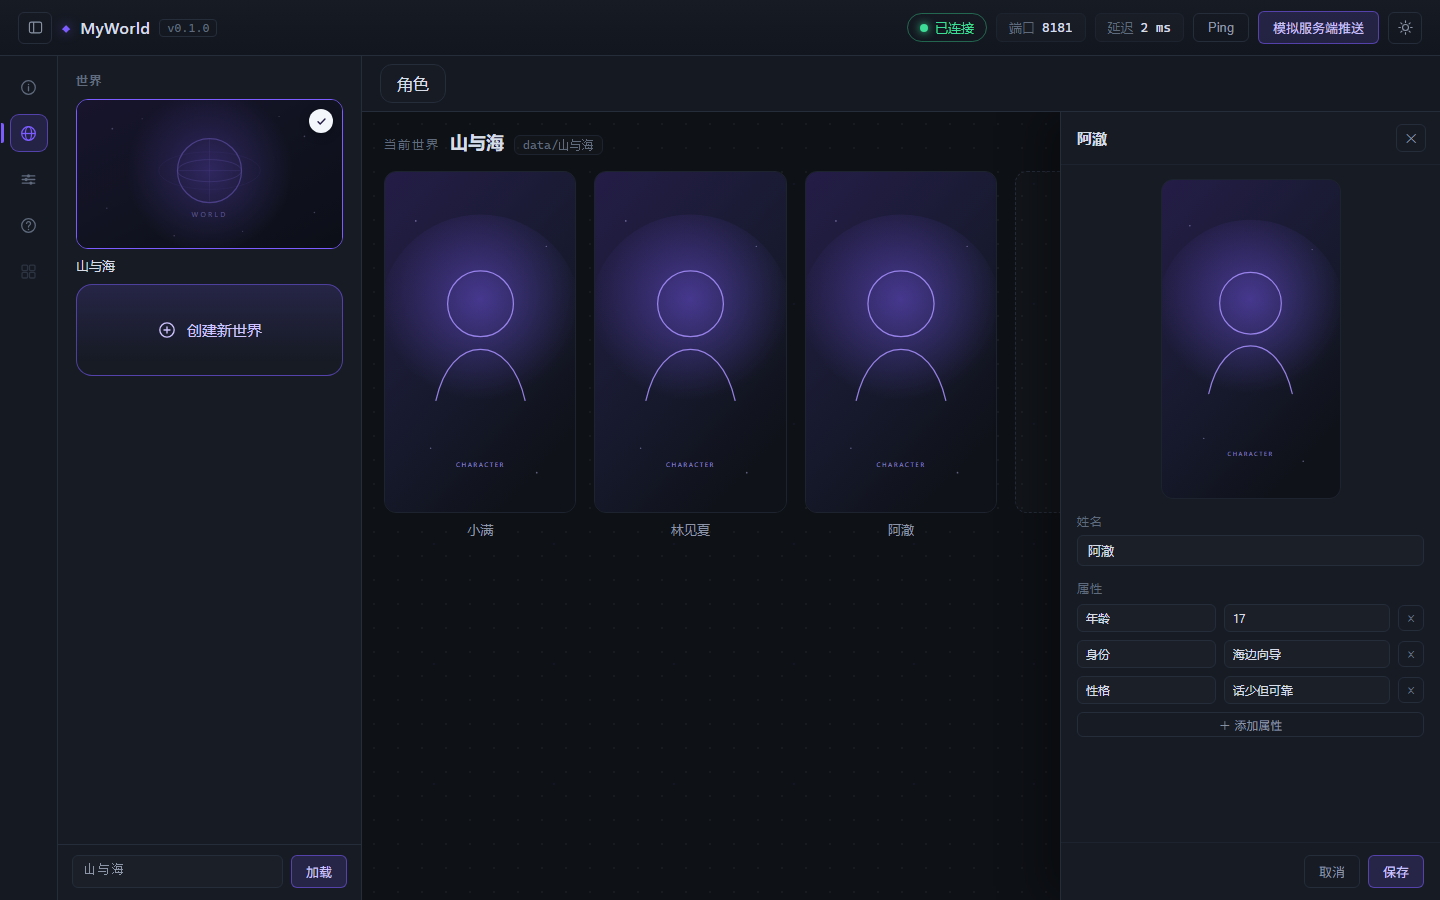 MyWorld v0.1.0 已连接 端口 8181 延迟 2 ms Ping 模拟服务端推送
世界
WORLD
山与海
创建新世界
山与海 加载
角色
当前世界 山与海 data/山与海
CHARACTER CHARACTER CHARACTER
小满 林见夏 阿澈
阿澈
CHARACTER
姓名
阿澈
属性
年龄 17 x
身份 海边向导 x
性格 话少但可靠 x
+ 添加属性
取消 保存